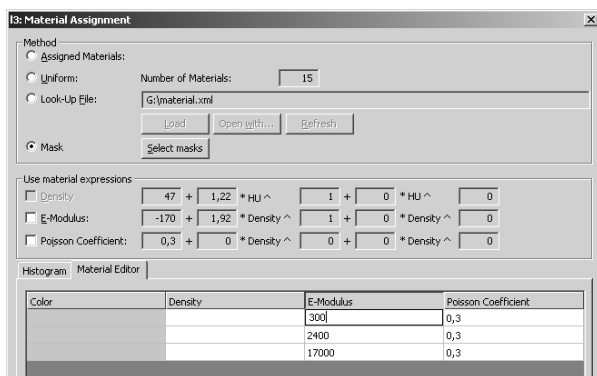 l3: Material Assignment
Method
Assigned Materials:
Uniform: Number of Materials: 15
Look-Up File: G:\material.xml
Load Open with... Refresh
Mask Select masks
Use material expressions
Density 47 + 1,22 * HU ^ 1 + 0 * HU ^ 0
E-Modulus: -170 + 1,92 * Density ^ 1 + 0 * Density ^ 0
Poisson Coefficient: 0,3 + 0 * Density ^ 0 + 0 * Density ^ 0
Histogram Material Editor
Color Density E-Modulus Poisson Coefficient
300 0,3
2400 0,3
17000 0,3